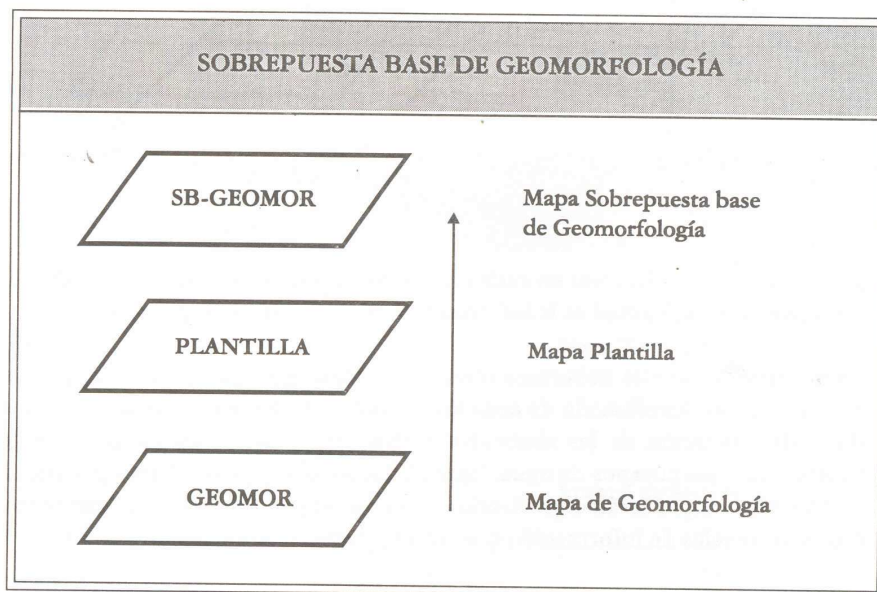 SOBREPUESTA BASE DE GEOMORFOLOGÍA
SB-GEOMOR
Mapa Sobrepuesta base
de Geomorfología
PLANTILLA
Mapa Plantilla
GEOMOR
Mapa de Geomorfología